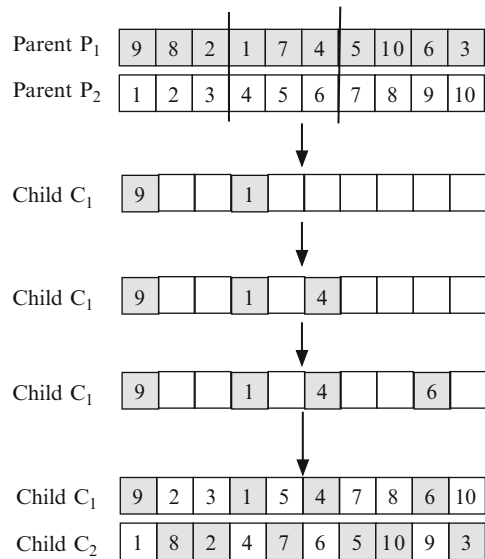 Parent P₁ 9 8 2 1 7 4 5 10 6 3
Parent P₂ 1 2 3 4 5 6 7 8 9 10
Child C₁ 9 1
Child C₁ 9 1 4
Child C₁ 9 1 4 6
Child C₁ 9 2 3 1 5 4 7 8 6 10
Child C₂ 1 8 2 4 7 6 5 10 9 3